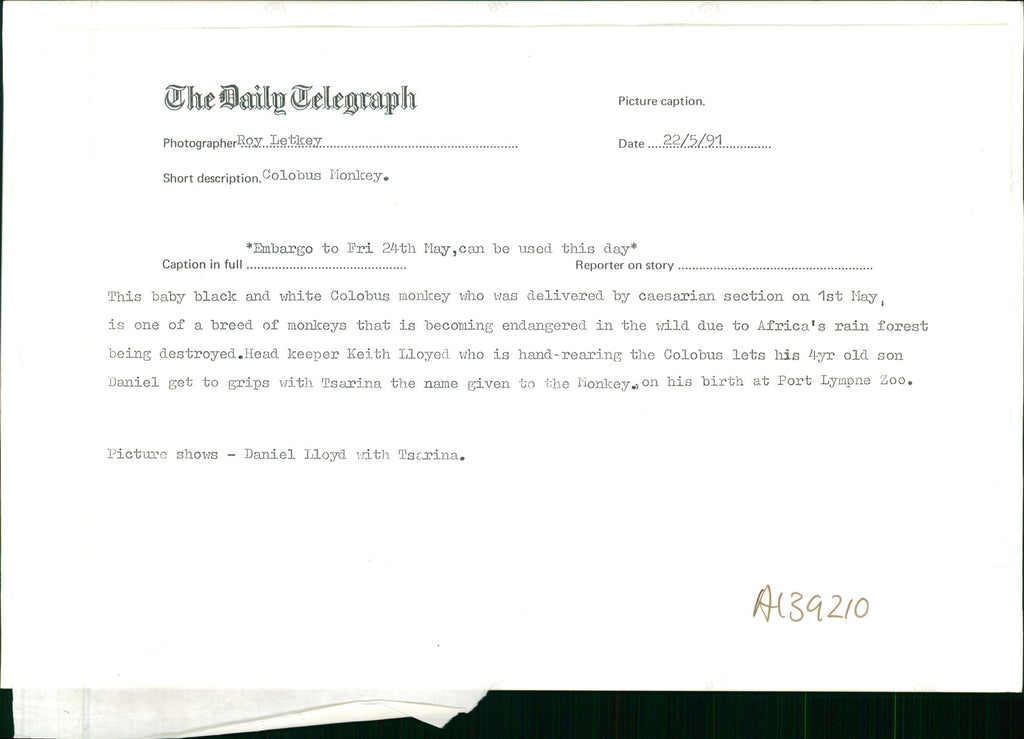 The Daily Telegraph
Picture caption.
Photographer Roy Letkey
Date 22/5/91
Short description. Colobus Monkey.
*Embargo to Fri 24th May,can be used this day*
Caption in full
Reporter on story
This baby black and white Colobus monkey who was delivered by caesarian section on 1st May,
is one of a breed of monkeys that is becoming endangered in the wild due to Africa's rain forest
being destroyed.Head keeper Keith Lloyed who is hand-rearing the Colobus lets his 4yr old son
Daniel get to grips with Tsarina the name given to the Monkey., on his birth at Port Lympne Zoo.
Picture shows - Daniel Lloyd with Tsarina.
A139210